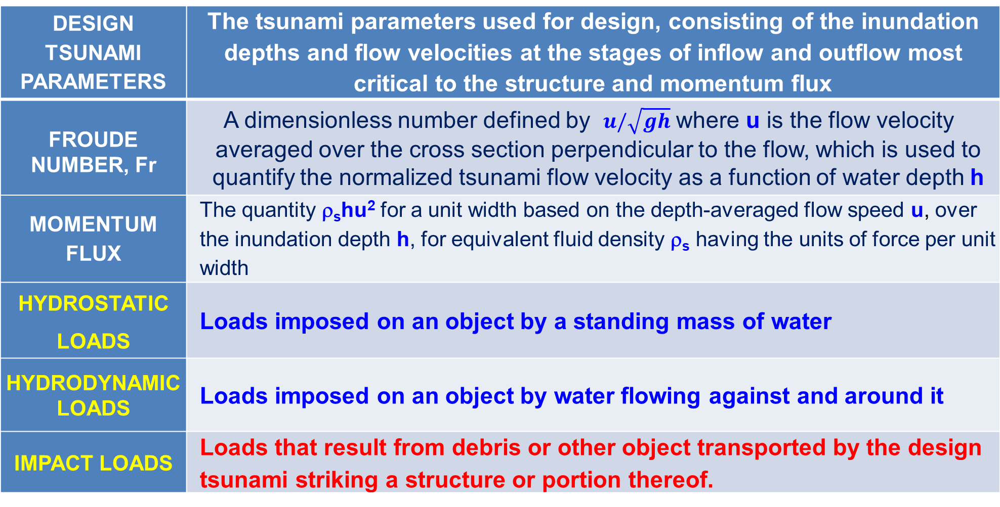 DESIGN
TSUNAMI
PARAMETERS
The tsunami parameters used for design, consisting of the inundation
depths and flow velocities at the stages of inflow and outflow most
critical to the structure and momentum flux
FROUDE
NUMBER, Fr
A dimensionless number defined by u/√gh where u is the flow velocity
averaged over the cross section perpendicular to the flow, which is used to
quantify the normalized tsunami flow velocity as a function of water depth h
MOMENTUM
FLUX
The quantity ρₛhu² for a unit width based on the depth-averaged flow speed u, over
the inundation depth h, for equivalent fluid density ρₛ having the units of force per unit
width
HYDROSTATIC
LOADS
Loads imposed on an object by a standing mass of water
HYDRODYNAMIC
LOADS
Loads imposed on an object by water flowing against and around it
IMPACT LOADS
Loads that result from debris or other object transported by the design
tsunami striking a structure or portion thereof.